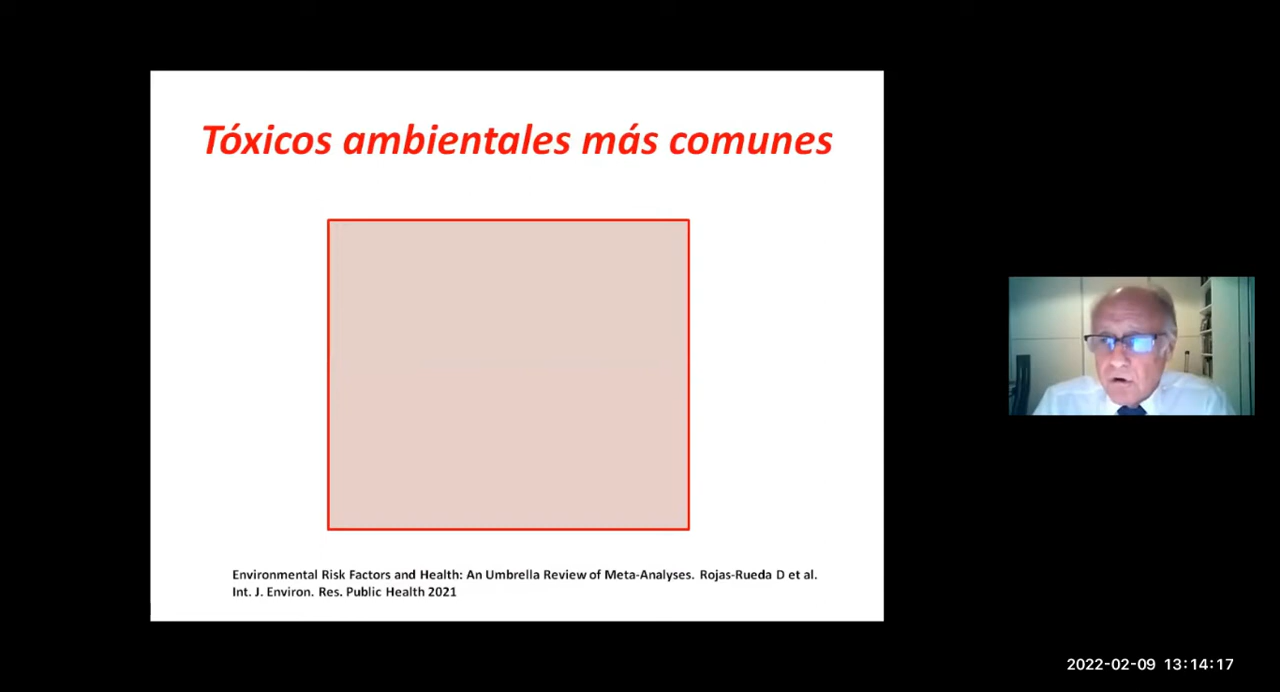 Tóxicos ambientales más comunes
Environmental Risk Factors and Health: An Umbrella Review of Meta-Analyses. Rojas-Rueda D et al.
Int. J. Environ. Res. Public Health 2021
2022-02-09 13:14:17